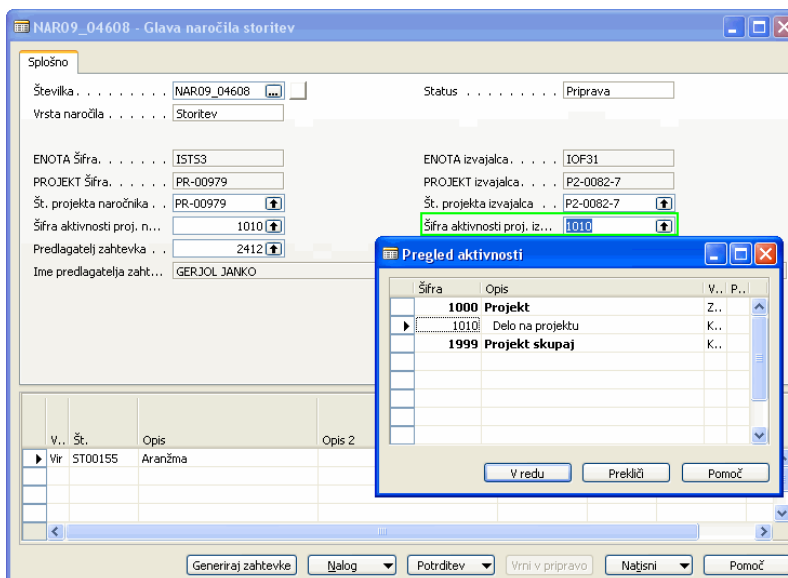 NAR09_04608 - Glava naročila storitev
Splošno
Številka. . . . . . . . . NAR09_04608 ...
Status . . . . . . . . . Priprava
Vrsta naročila . . . . . . Storitev
ENOTA Šifra. . . . . . . ISTS3
ENOTA izvajalca. . . . . IOF31
PROJEKT Šifra. . . . . . PR-00979
PROJEKT izvajalca. . . . P2-0082-7
Št. projekta naročnika . . PR-00979
Št. projekta izvajalca . . P2-0082-7
Šifra aktivnosti proj. n... 1010
Šifra aktivnosti proj. iz... 1010
Predlagatelj zahtevka . . 2412
Ime predlagatelja zaht... GERJOL JANKO
Pregled aktivnosti
Šifra Opis V.. P..
1000 Projekt Z..
1010 Delo na projektu K..
1999 Projekt skupaj K..
V redu Prekliči Pomoč
V.. Št. Opis Opis 2
Vir ST00155 Aranžma
Generiraj zahtevke Nalog Potrditev Vrni v pripravo Natisni Pomoč